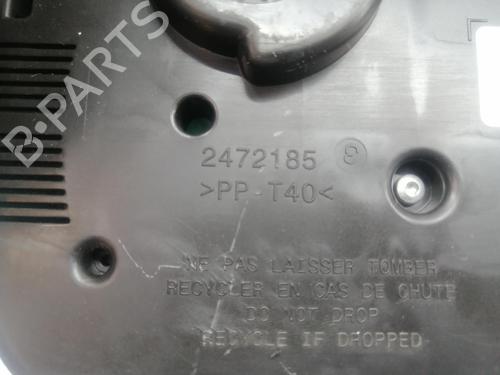 B-PARTS
2472185 8
>PP-T40<
NE PAS LAISSER TOMBER
RECYCLER EN CAS DE CHUTE
DO NOT DROP
RECYCLE IF DROPPED